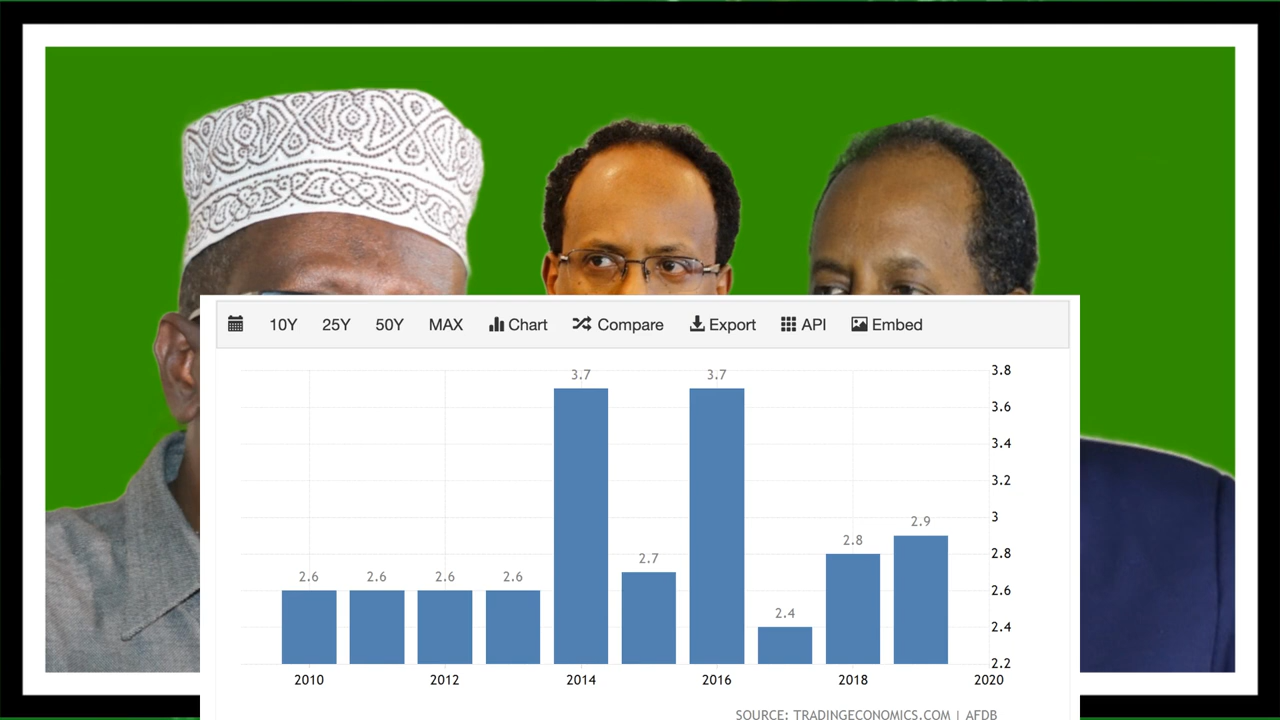 10Y 25Y 50Y MAX Chart Compare Export API Embed
3.7 3.7 3.8
3.6
3.4
3.2
3
2.9
2.8 2.8
2.7
2.6 2.6 2.6 2.6 2.6
2.4 2.4
2.2
2010 2012 2014 2016 2018 2020
SOURCE: TRADINGECONOMICS.COM | AFDB